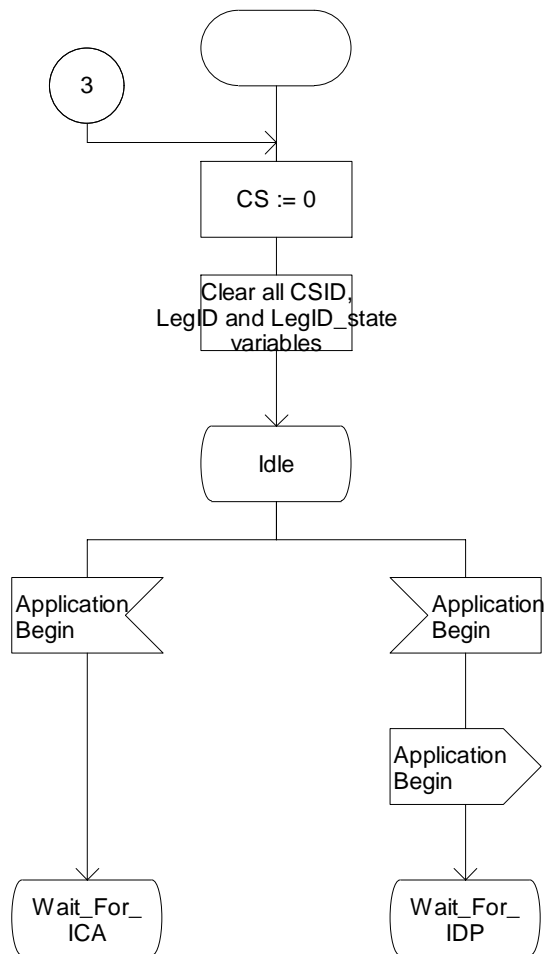 3
CS := 0
Clear all CSID,
LegID and LegID_state
variables
Idle
Application
Begin
Application
Begin
Application
Begin
Wait_For_
ICA
Wait_For_
IDP